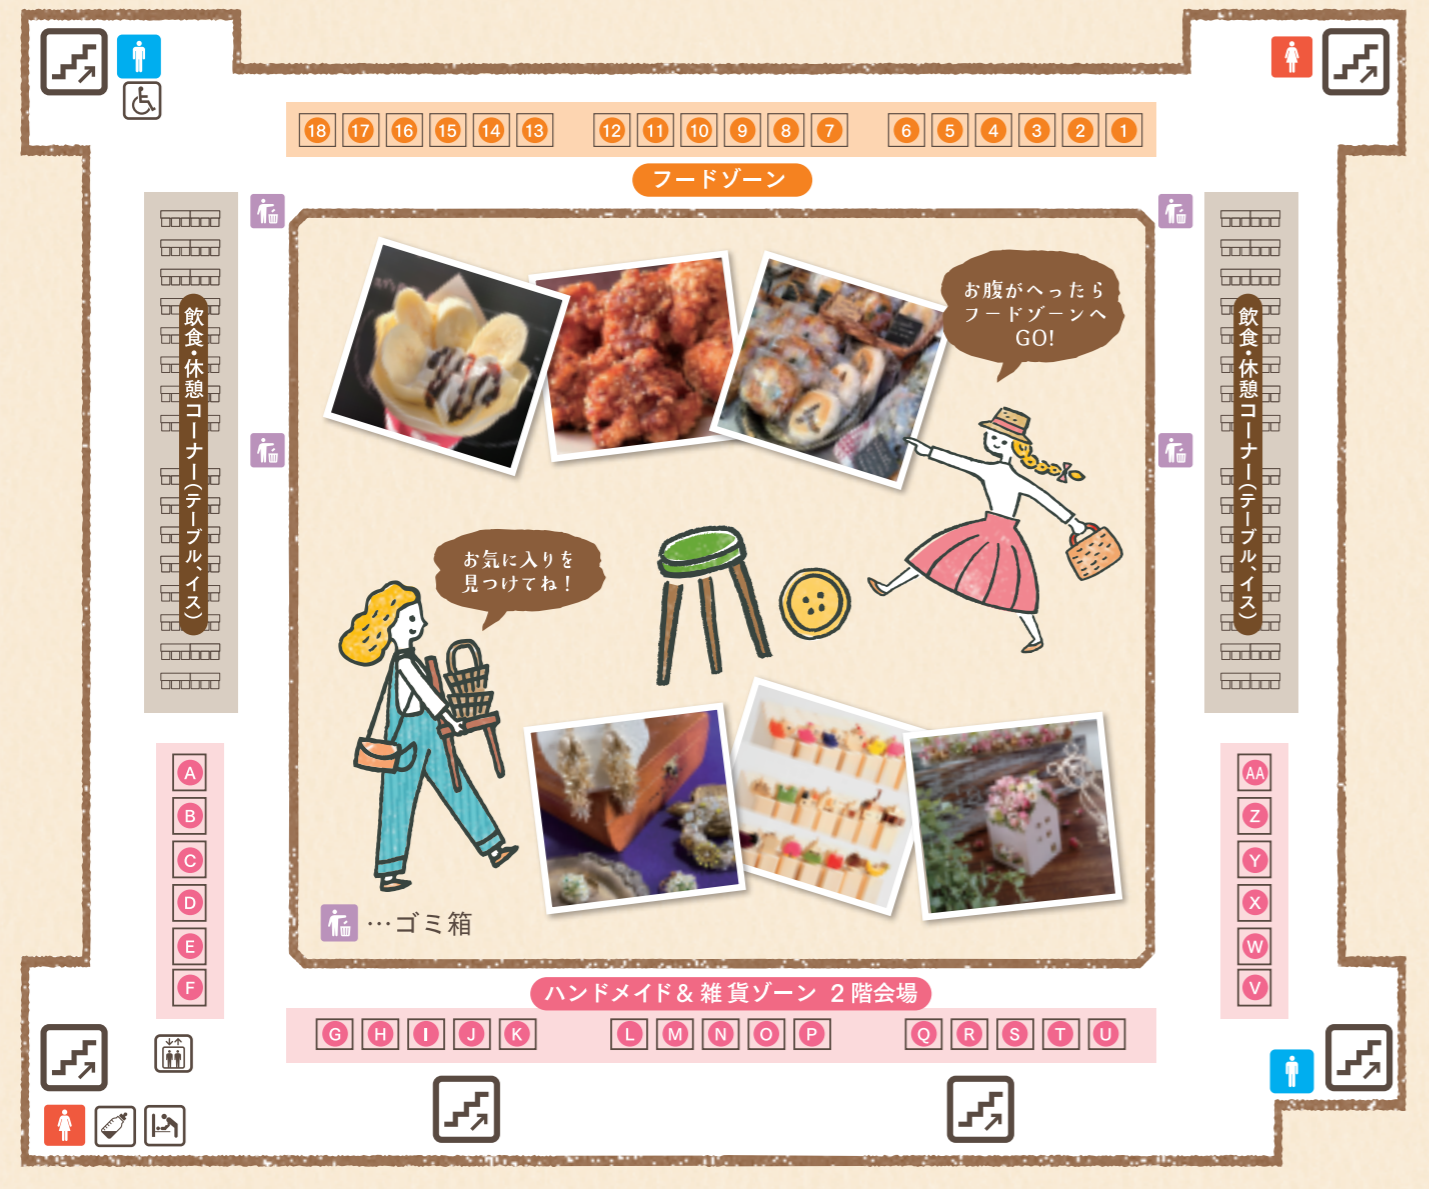 18 17 16 15 14 13 12 11 10 9 8 7 6 5 4 3 2 1
フードゾーン
飲食・休憩コーナー(テーブル、イス)
お腹がへったら
フードゾーンへ
GO!
飲食・休憩コーナー(テーブル、イス)
お気に入りを
見つけてね!
A
B
C
D
E
F
AA
Z
Y
X
W
V
…ゴミ箱
ハンドメイド&雑貨ゾーン 2階会場
G H I J K L M N O P Q R S T U